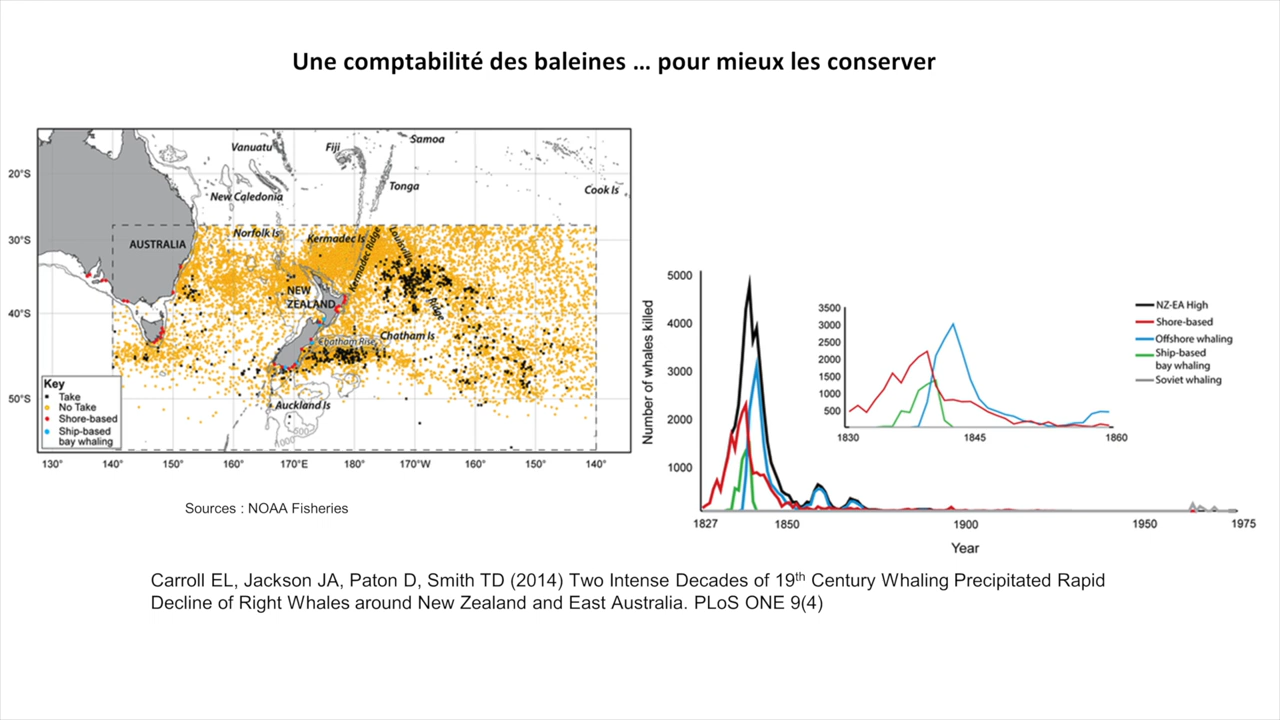 Une comptabilité des baleines ... pour mieux les conserver
Samoa
Vanuatu
Fiji
20°S
Tonga
New Caledonia
Cook Is
Norfolk Is
30°S
AUSTRALIA
Kermadec Is
Kermadec Ridge
Louisville
Ridge
NEW
ZEALAND
40°S
Chatham Rise
Chatham Is
Key
Take
No Take
Shore-based
Ship-based
bay whaling
50°S
Auckland Is
1000
500
130°
140°
150°
160°
170°E
180°
170°W
160°
150°
140°
Sources : NOAA Fisheries
Number of whales killed
5000
4000
3000
2000
1000
1827
1850
1900
1950
1975
Year
3500
3000
2500
2000
1500
1000
500
1830
1845
1860
NZ-EA High
Shore-based
Offshore whaling
Ship-based
bay whaling
Soviet whaling
Carroll EL, Jackson JA, Paton D, Smith TD (2014) Two Intense Decades of 19th Century Whaling Precipitated Rapid
Decline of Right Whales around New Zealand and East Australia. PLoS ONE 9(4)